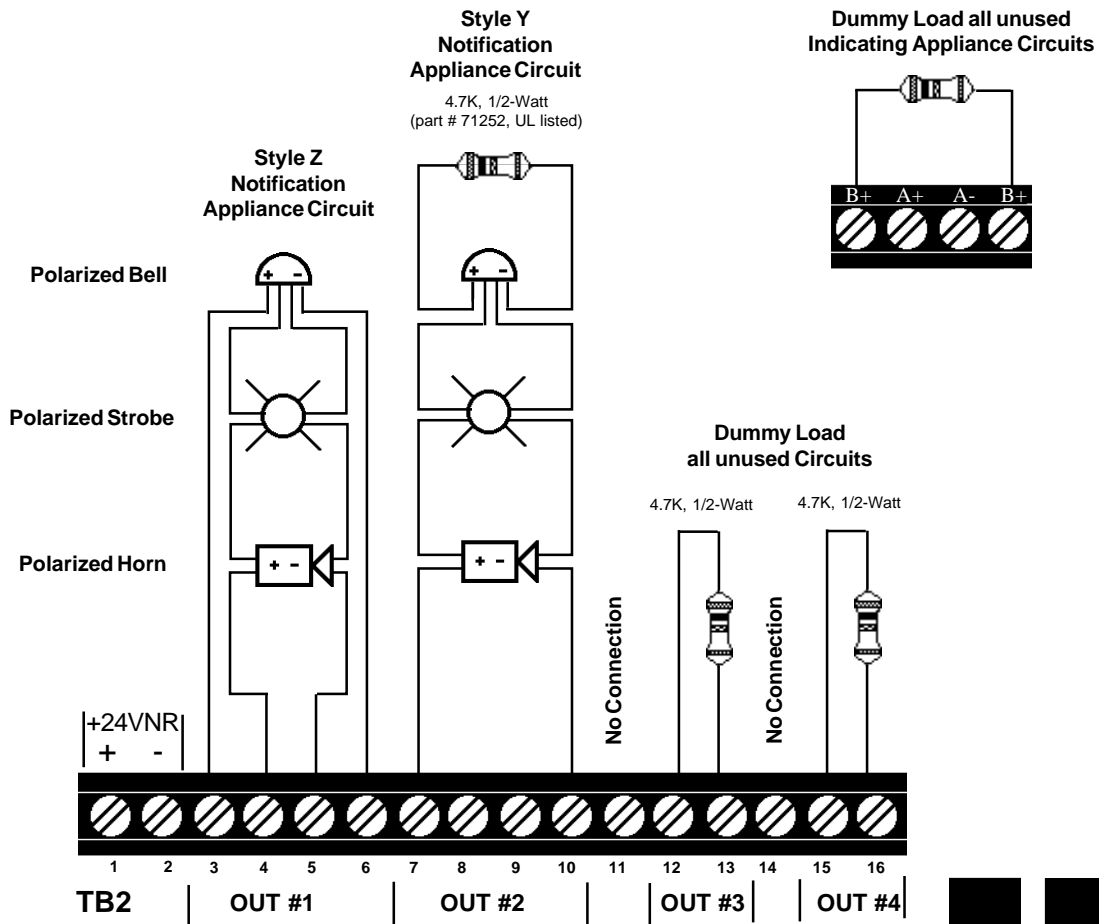 Style Y
Notification
Appliance Circuit
4.7K, 1/2-Watt
(part # 71252, UL listed)
Dummy Load all unused
Indicating Appliance Circuits
B+ A+ A- B+
Style Z
Notification
Appliance Circuit
Polarized Bell
+ -
+ -
Polarized Strobe
Polarized Horn
+ -
+ -
Dummy Load
all unused Circuits
4.7K, 1/2-Watt
4.7K, 1/2-Watt
No Connection
No Connection
+24VNR
+ -
1 2 3 4 5 6 7 8 9 10 11 12 13 14 15 16
TB2 OUT #1 OUT #2 OUT #3 OUT #4